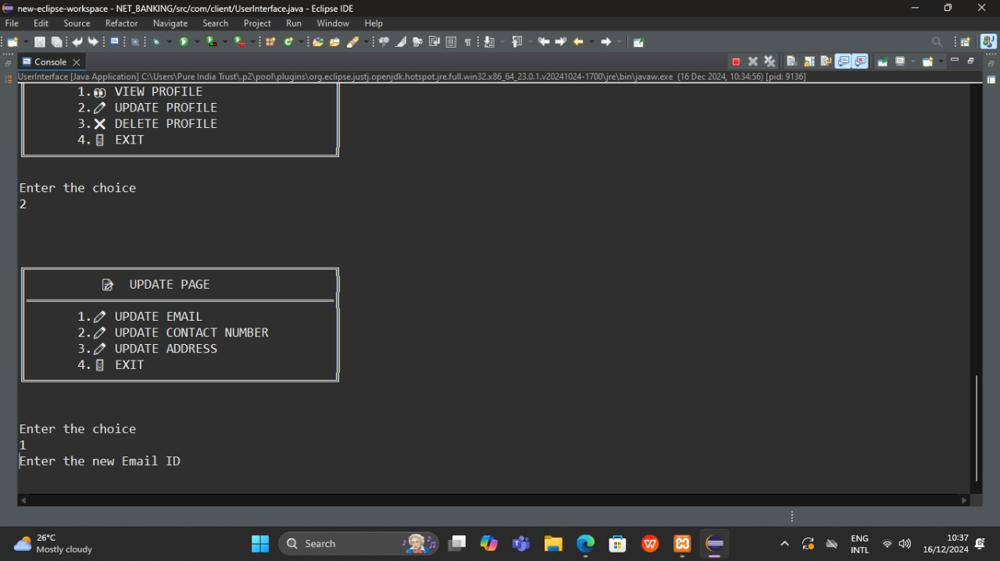 new-eclipse-workspace - NET_BANKING/src/com/client/UserInterface.java - Eclipse IDE
File Edit Source Refactor Navigate Search Project Run Window Help
Console
UserInterface [Java Application] C:\Users\Pure India Trust\.p2\pool\plugins\org.eclipse.justj.openjdk.hotspot.jre.full.win32.x86_64_23.0.1.v20241024-1700\jre\bin\javaw.exe (16 Dec 2024, 10:34:56) [pid: 9136]
1. VIEW PROFILE
2. UPDATE PROFILE
3. DELETE PROFILE
4. EXIT
Enter the choice
2
UPDATE PAGE
1. UPDATE EMAIL
2. UPDATE CONTACT NUMBER
3. UPDATE ADDRESS
4. EXIT
Enter the choice
1
Enter the new Email ID
26°C
Mostly cloudy
Search
ENG
INTL
10:37
16/12/2024